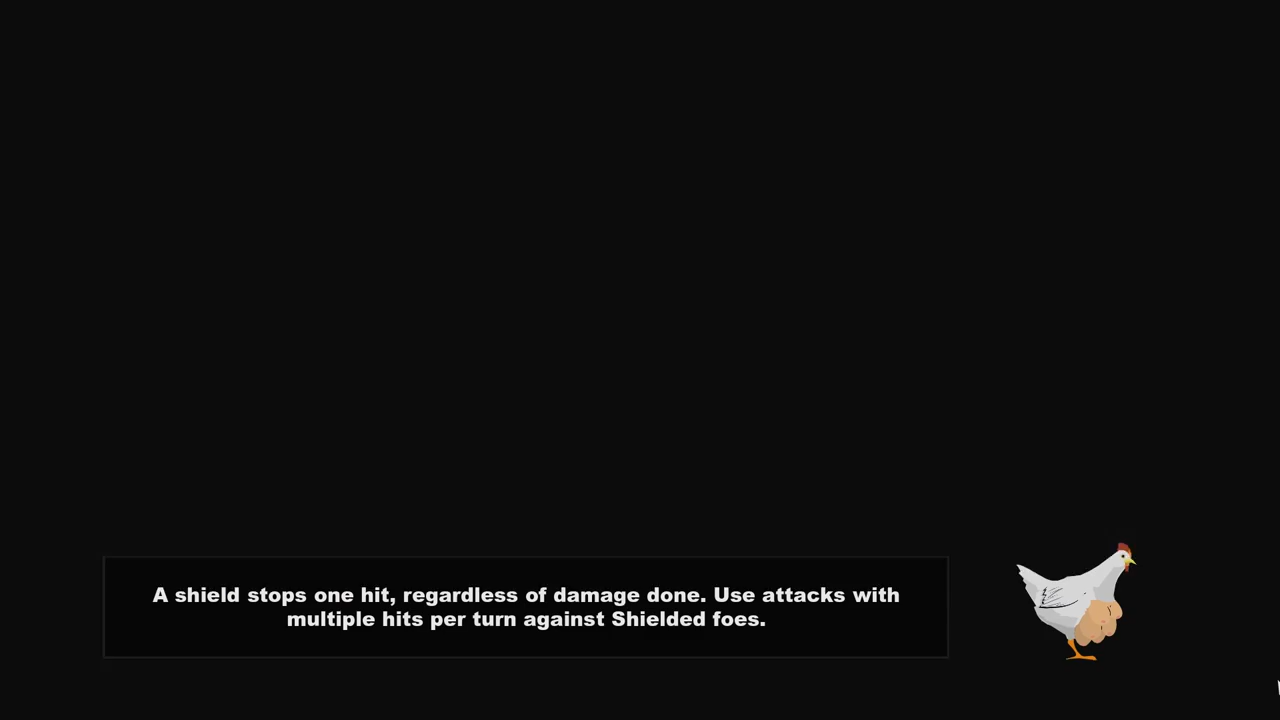 A shield stops one hit, regardless of damage done. Use attacks with
multiple hits per turn against Shielded foes.